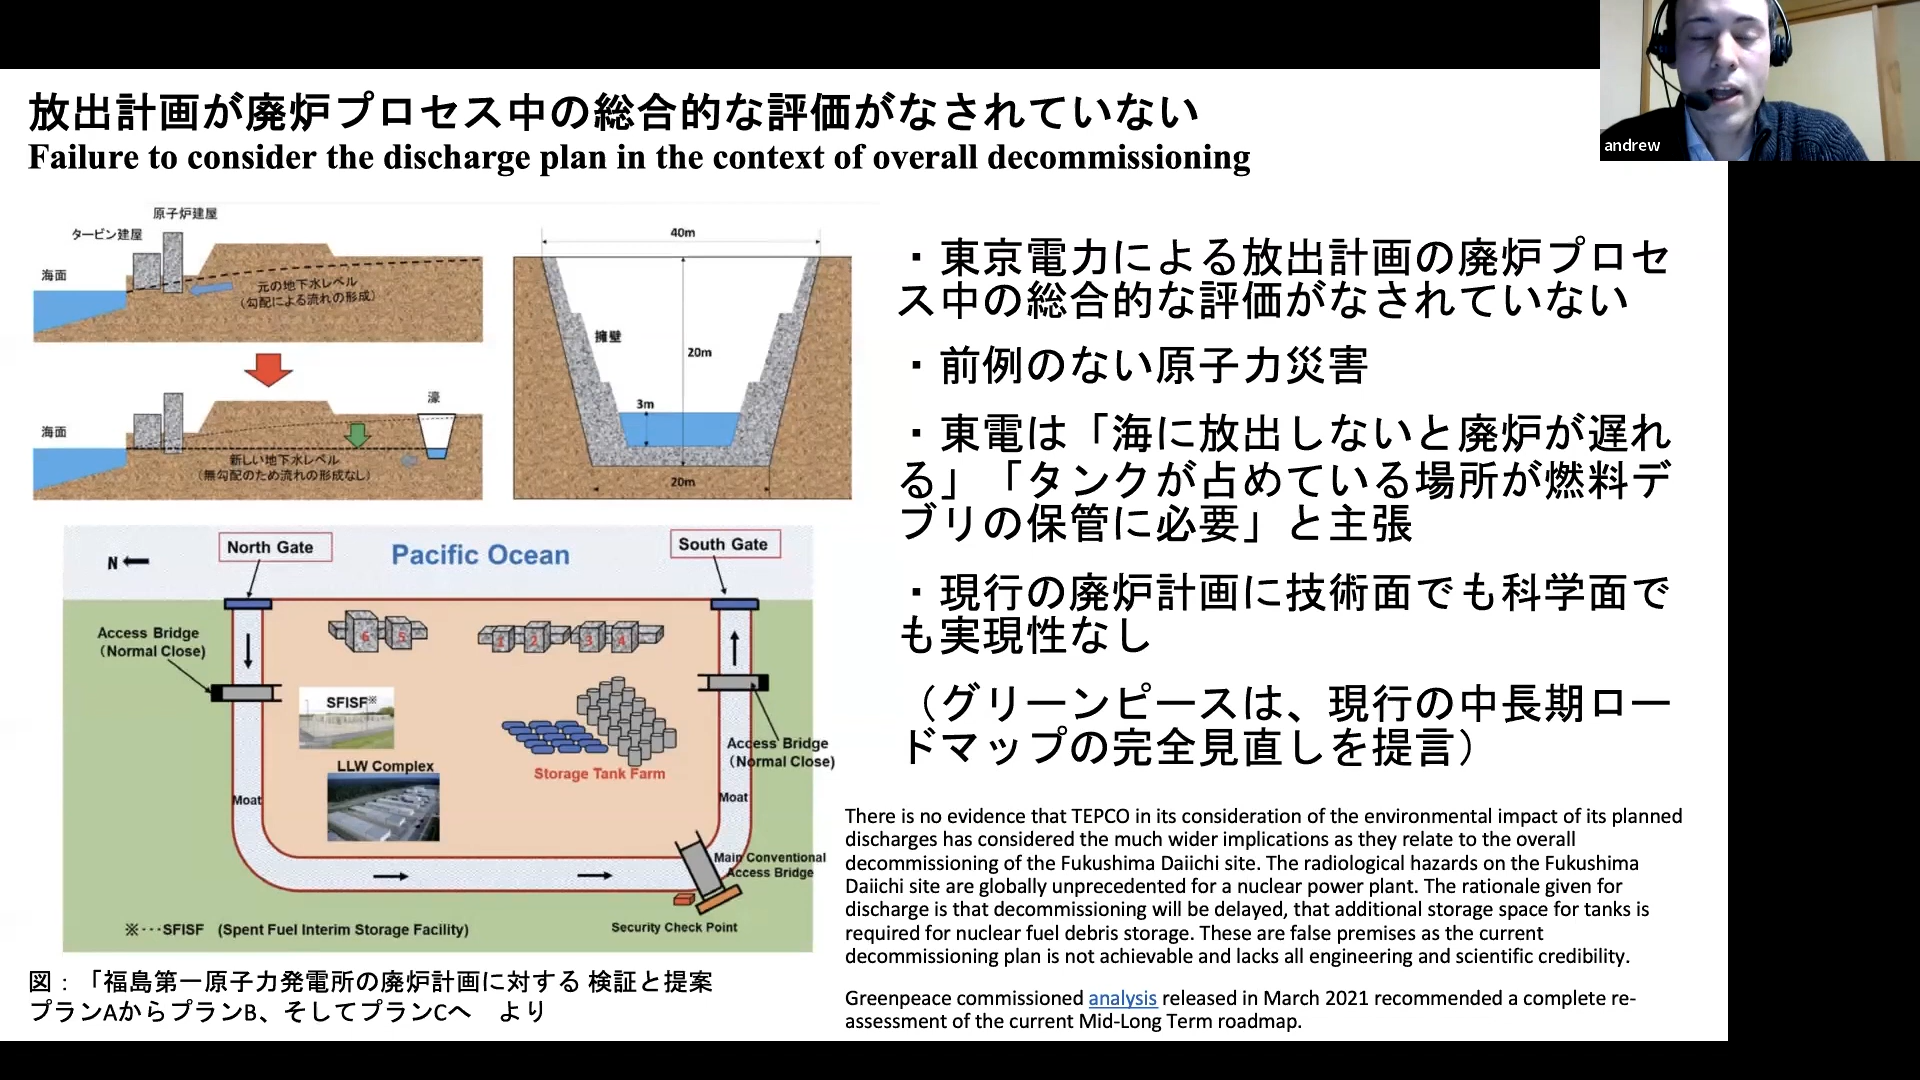 放出計画が廃炉プロセス中の総合的な評価がなされていない
Failure to consider the discharge plan in the context of overall decommissioning
andrew
原子炉建屋
タービン建屋
海面
元の地下水レベル
(勾配による流れの形成)
海面
濠
新しい地下水レベル
(無勾配のため流れの形成なし)
40m
擁壁
20m
3m
20m
N
North Gate
Pacific Ocean
South Gate
Access Bridge
(Normal Close)
6
5
1
2
3
4
SFISF※
LLW Complex
Storage Tank Farm
Access Bridge
(Normal Close)
Moat
Moat
Main Conventional
Access Bridge
※･･･SFISF (Spent Fuel Interim Storage Facility)
Security Check Point
図：「福島第一原子力発電所の廃炉計画に対する 検証と提案
プランAからプランB、そしてプランCへ　より
・東京電力による放出計画の廃炉プロセ
ス中の総合的な評価がなされていない
・前例のない原子力災害
・東電は「海に放出しないと廃炉が遅れ
る」「タンクが占めている場所が燃料デ
ブリの保管に必要」と主張
・現行の廃炉計画に技術面でも科学面で
も実現性なし
（グリーンピースは、現行の中長期ロー
ドマップの完全見直しを提言）
There is no evidence that TEPCO in its consideration of the environmental impact of its planned
discharges has considered the much wider implications as they relate to the overall
decommissioning of the Fukushima Daiichi site. The radiological hazards on the Fukushima
Daiichi site are globally unprecedented for a nuclear power plant. The rationale given for
discharge is that decommissioning will be delayed, that additional storage space for tanks is
required for nuclear fuel debris storage. These are false premises as the current
decommissioning plan is not achievable and lacks all engineering and scientific credibility.
Greenpeace commissioned analysis released in March 2021 recommended a complete re-
assessment of the current Mid-Long Term roadmap.